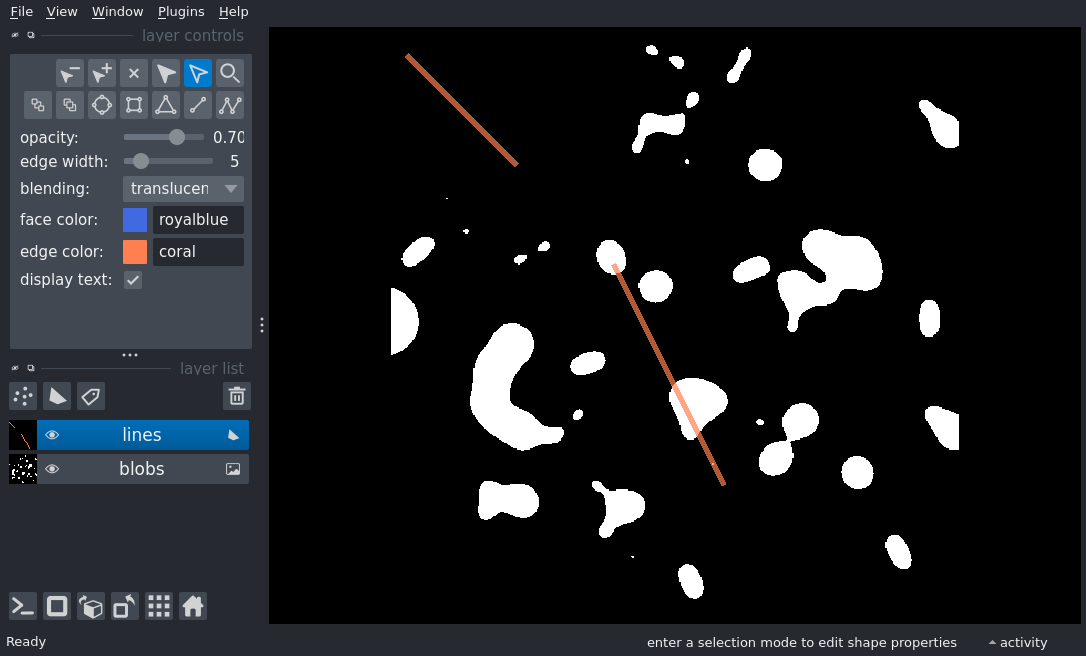 File View Window Plugins Help
layer controls
opacity: 0.70
edge width: 5
blending: translucen
face color: royalblue
edge color: coral
display text:
layer list
lines
blobs
Ready
enter a selection mode to edit shape properties
activity